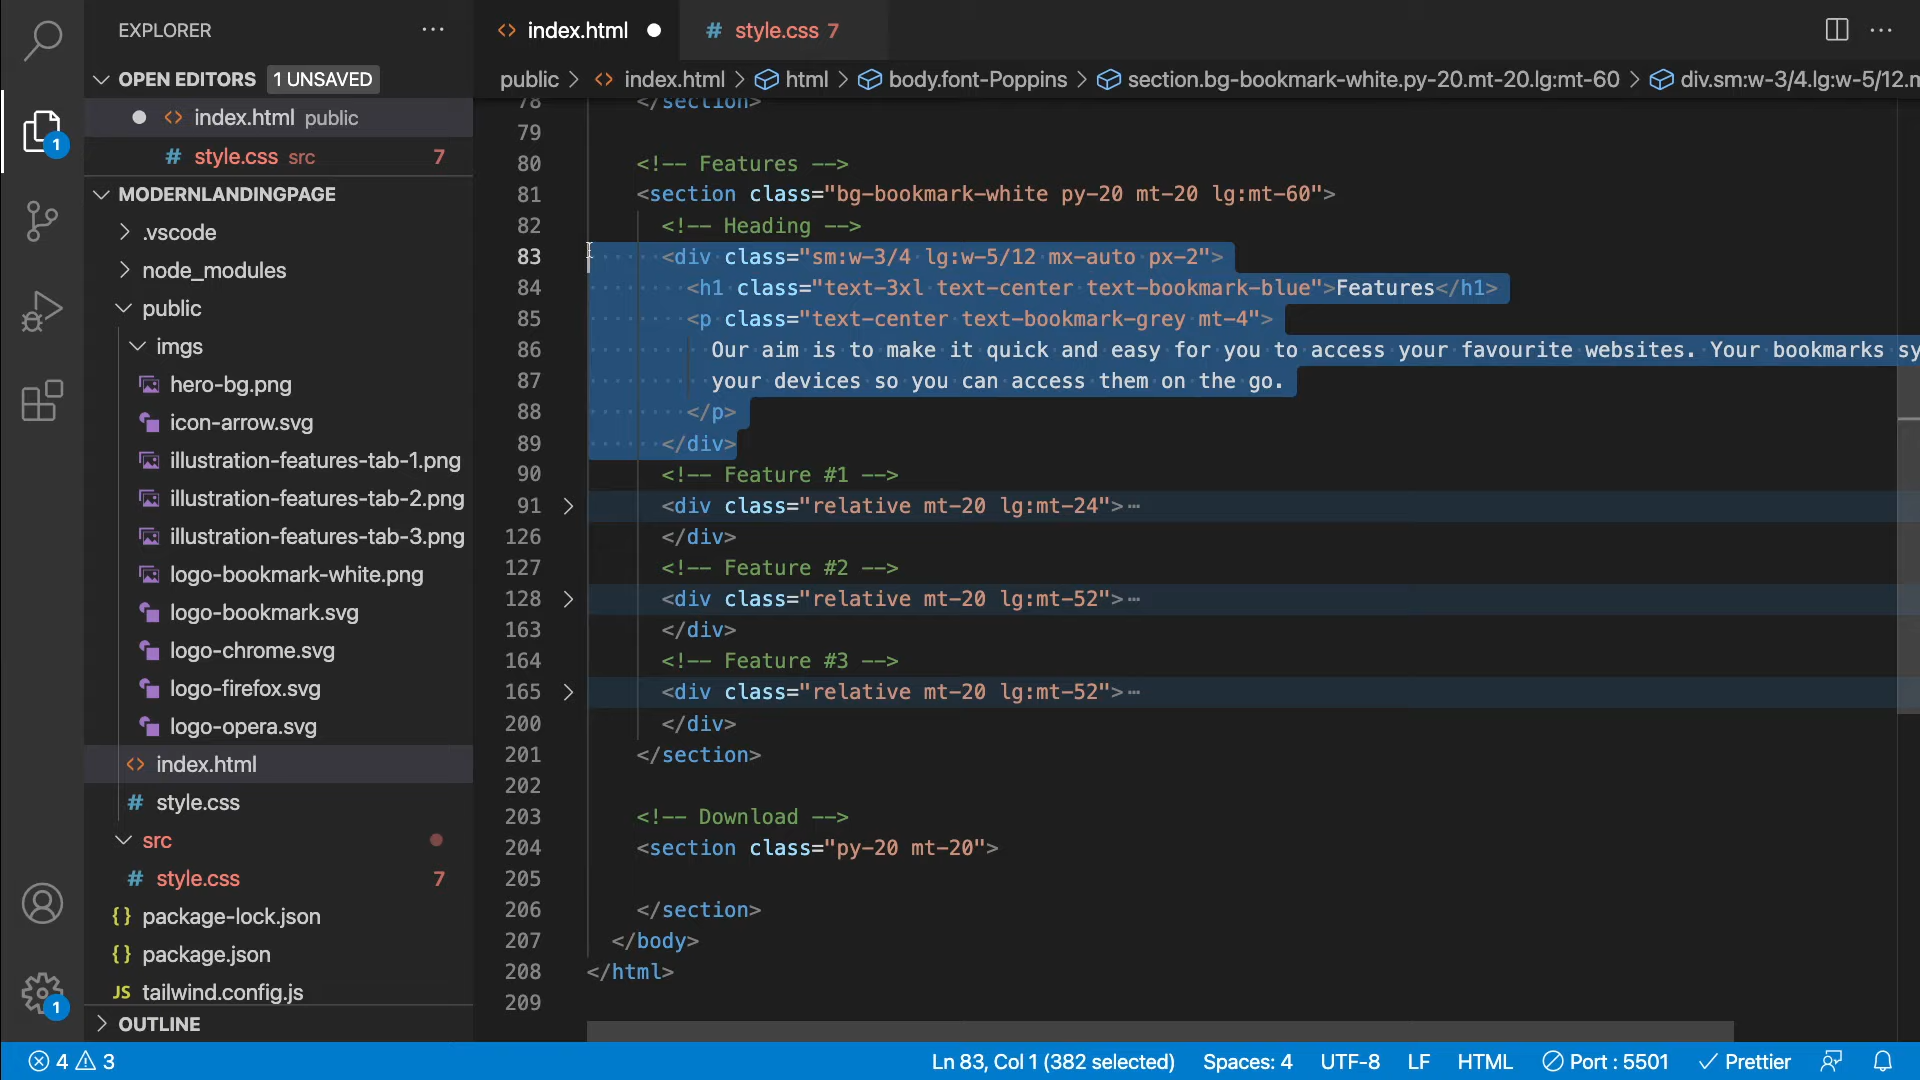 EXPLORER
OPEN EDITORS 1 UNSAVED
index.html public
style.css src 7
MODERNLANDINGPAGE
.vscode
node_modules
public
imgs
hero-bg.png
icon-arrow.svg
illustration-features-tab-1.png
illustration-features-tab-2.png
illustration-features-tab-3.png
logo-bookmark-white.png
logo-bookmark.svg
logo-chrome.svg
logo-firefox.svg
logo-opera.svg
index.html
style.css
src
style.css 7
package-lock.json
package.json
tailwind.config.js
OUTLINE
1
1
index.html
style.css 7
public > index.html > html > body.font-Poppins > section.bg-bookmark-white.py-20.mt-20.lg:mt-60 > div.sm:w-3/4.lg:w-5/12.m
78 </section>
79
80 <!-- Features -->
81 <section class="bg-bookmark-white py-20 mt-20 lg:mt-60">
82 <!-- Heading -->
83 <div class="sm:w-3/4 lg:w-5/12 mx-auto px-2">
84 <h1 class="text-3xl text-center text-bookmark-blue">Features</h1>
85 <p class="text-center text-bookmark-grey mt-4">
86 Our aim is to make it quick and easy for you to access your favourite websites. Your bookmarks sy
87 your devices so you can access them on the go.
88 </p>
89 </div>
90 <!-- Feature #1 -->
91 <div class="relative mt-20 lg:mt-24">⋯
126 </div>
127 <!-- Feature #2 -->
128 <div class="relative mt-20 lg:mt-52">⋯
163 </div>
164 <!-- Feature #3 -->
165 <div class="relative mt-20 lg:mt-52">⋯
200 </div>
201 </section>
202
203 <!-- Download -->
204 <section class="py-20 mt-20">
205
206 </section>
207 </body>
208 </html>
209
4 3 Ln 83, Col 1 (382 selected) Spaces: 4 UTF-8 LF HTML Port : 5501 Prettier